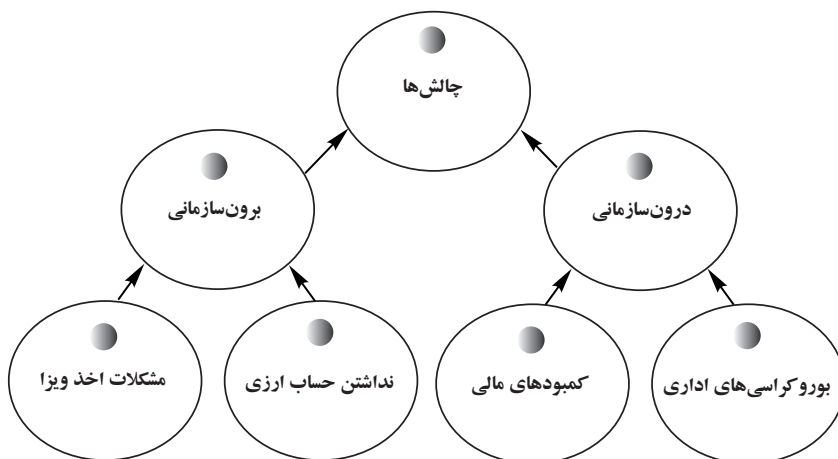 چالش‌ها
درون‌سازمانی
برون‌سازمانی
بوروکراسی‌های اداری
کمبودهای مالی
نداشتن حساب ارزی
مشکلات اخذ ویزا